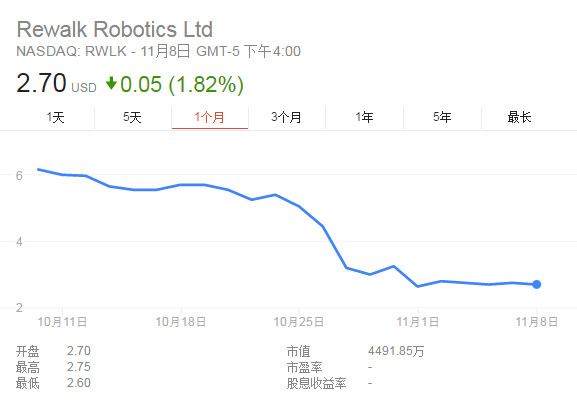 Rewalk Robotics Ltd
NASDAQ: RWLK - 11月8日 GMT-5 下午4:00
2.70 USD 0.05 (1.82%)
1天 5天 1个月 3个月 1年 5年 最长
6
4
2
10月11日 10月18日 10月25日 11月1日 11月8日
开盘 2.70 市值 4491.85万
最高 2.75 市盈率 -
最低 2.60 股息收益率 -